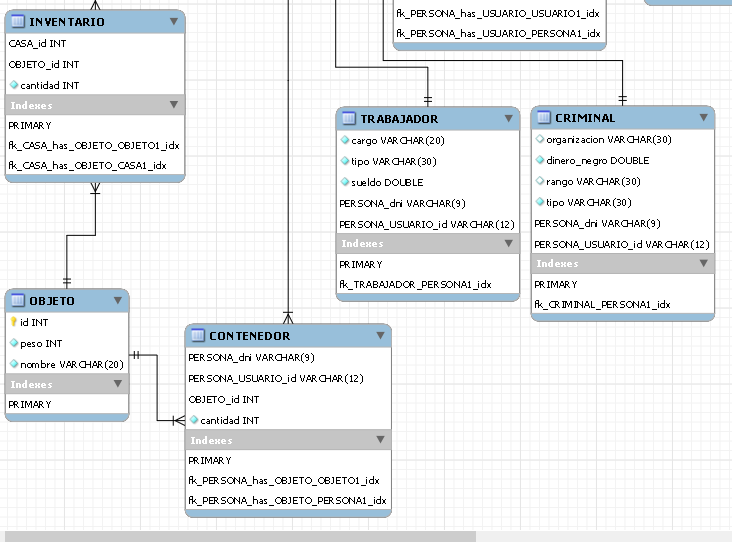 INVENTARIO
CASA_id INT
OBJETO_id INT
cantidad INT
Indexes
PRIMARY
fk_CASA_has_OBJETO_OBJETO1_idx
fk_CASA_has_OBJETO_CASA1_idx
fk_PERSONA_has_USUARIO_USUARIO1_idx
fk_PERSONA_has_USUARIO_PERSONA1_idx
TRABAJADOR
cargo VARCHAR(20)
tipo VARCHAR(30)
sueldo DOUBLE
PERSONA_dni VARCHAR(9)
PERSONA_USUARIO_id VARCHAR(12)
Indexes
PRIMARY
fk_TRABAJADOR_PERSONA1_idx
CRIMINAL
organizacion VARCHAR(30)
dinero_negro DOUBLE
rango VARCHAR(30)
tipo VARCHAR(30)
PERSONA_dni VARCHAR(9)
PERSONA_USUARIO_id VARCHAR(12)
Indexes
PRIMARY
fk_CRIMINAL_PERSONA1_idx
OBJETO
id INT
peso INT
nombre VARCHAR(20)
Indexes
PRIMARY
CONTENEDOR
PERSONA_dni VARCHAR(9)
PERSONA_USUARIO_id VARCHAR(12)
OBJETO_id INT
cantidad INT
Indexes
PRIMARY
fk_PERSONA_has_OBJETO_OBJETO1_idx
fk_PERSONA_has_OBJETO_PERSONA1_idx